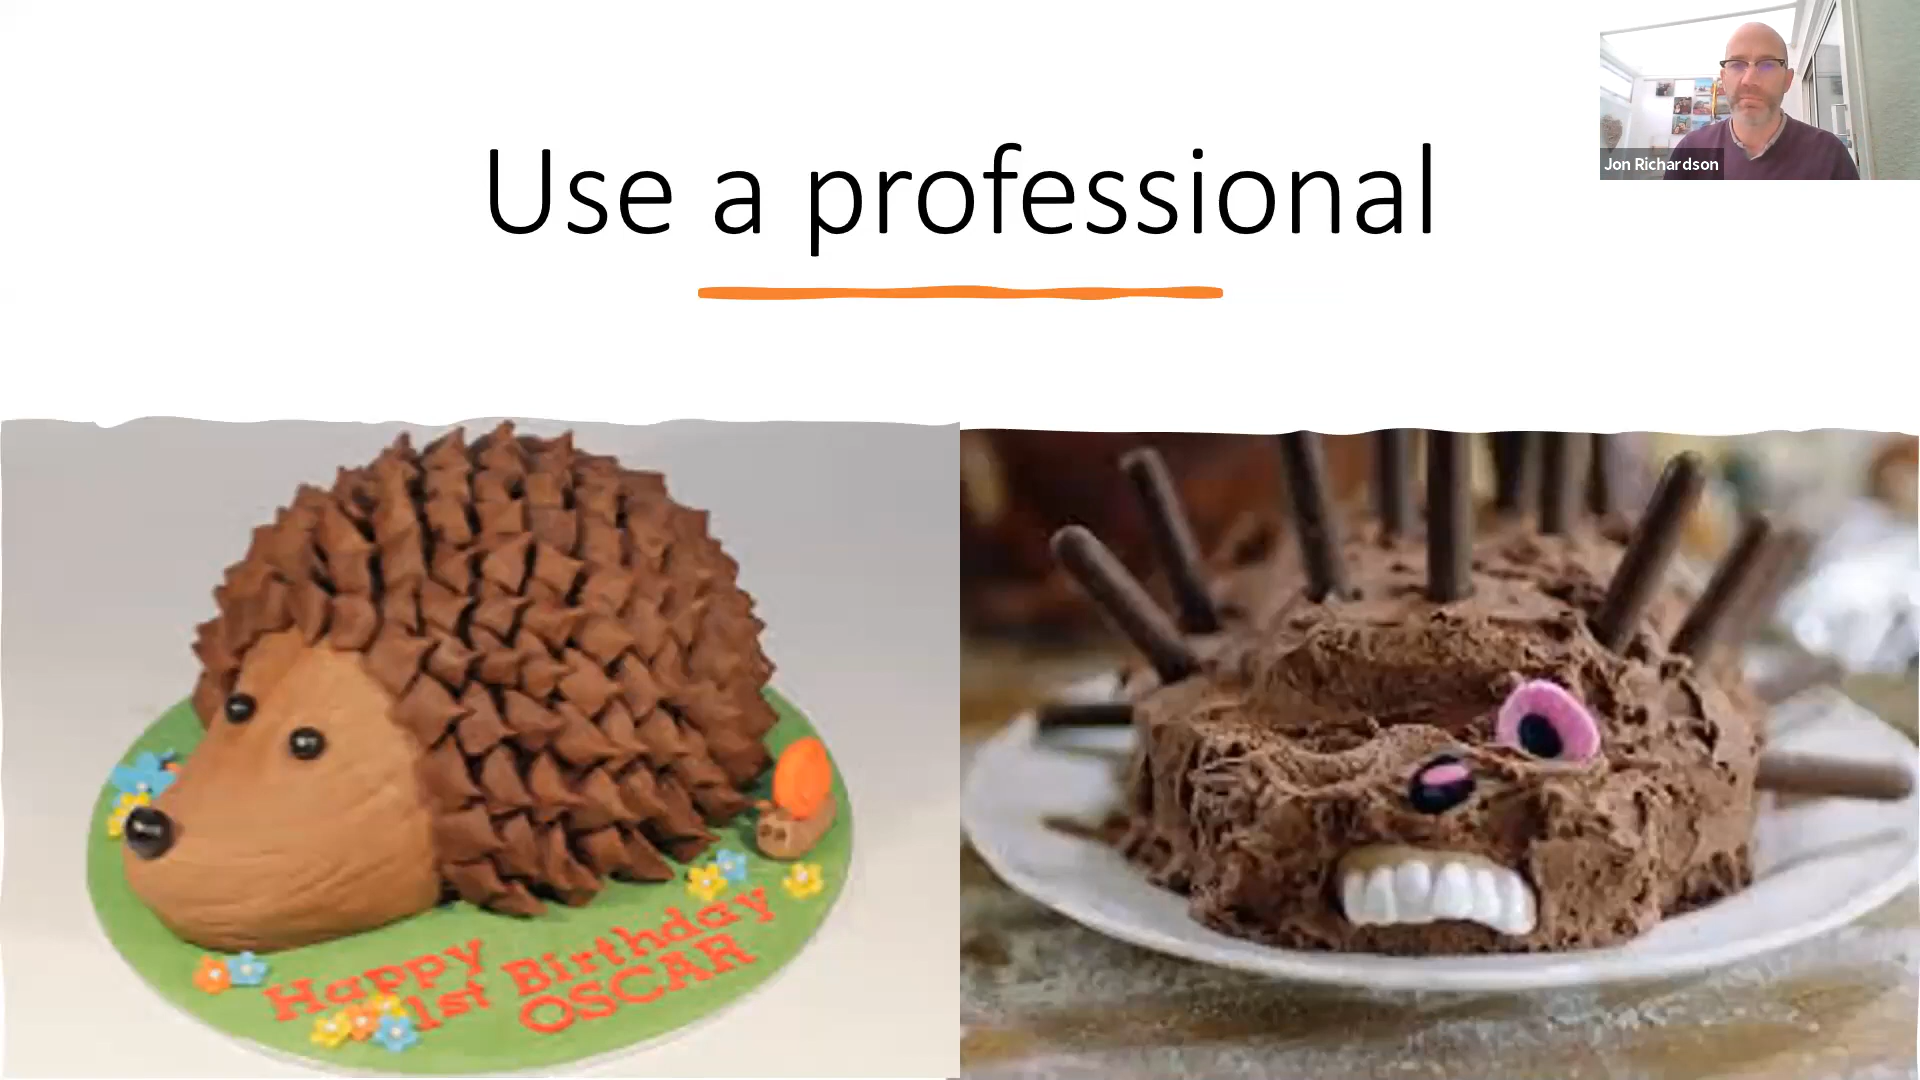 Use a professional
Jon Richardson
Happy
1st Birthday
OSCAR